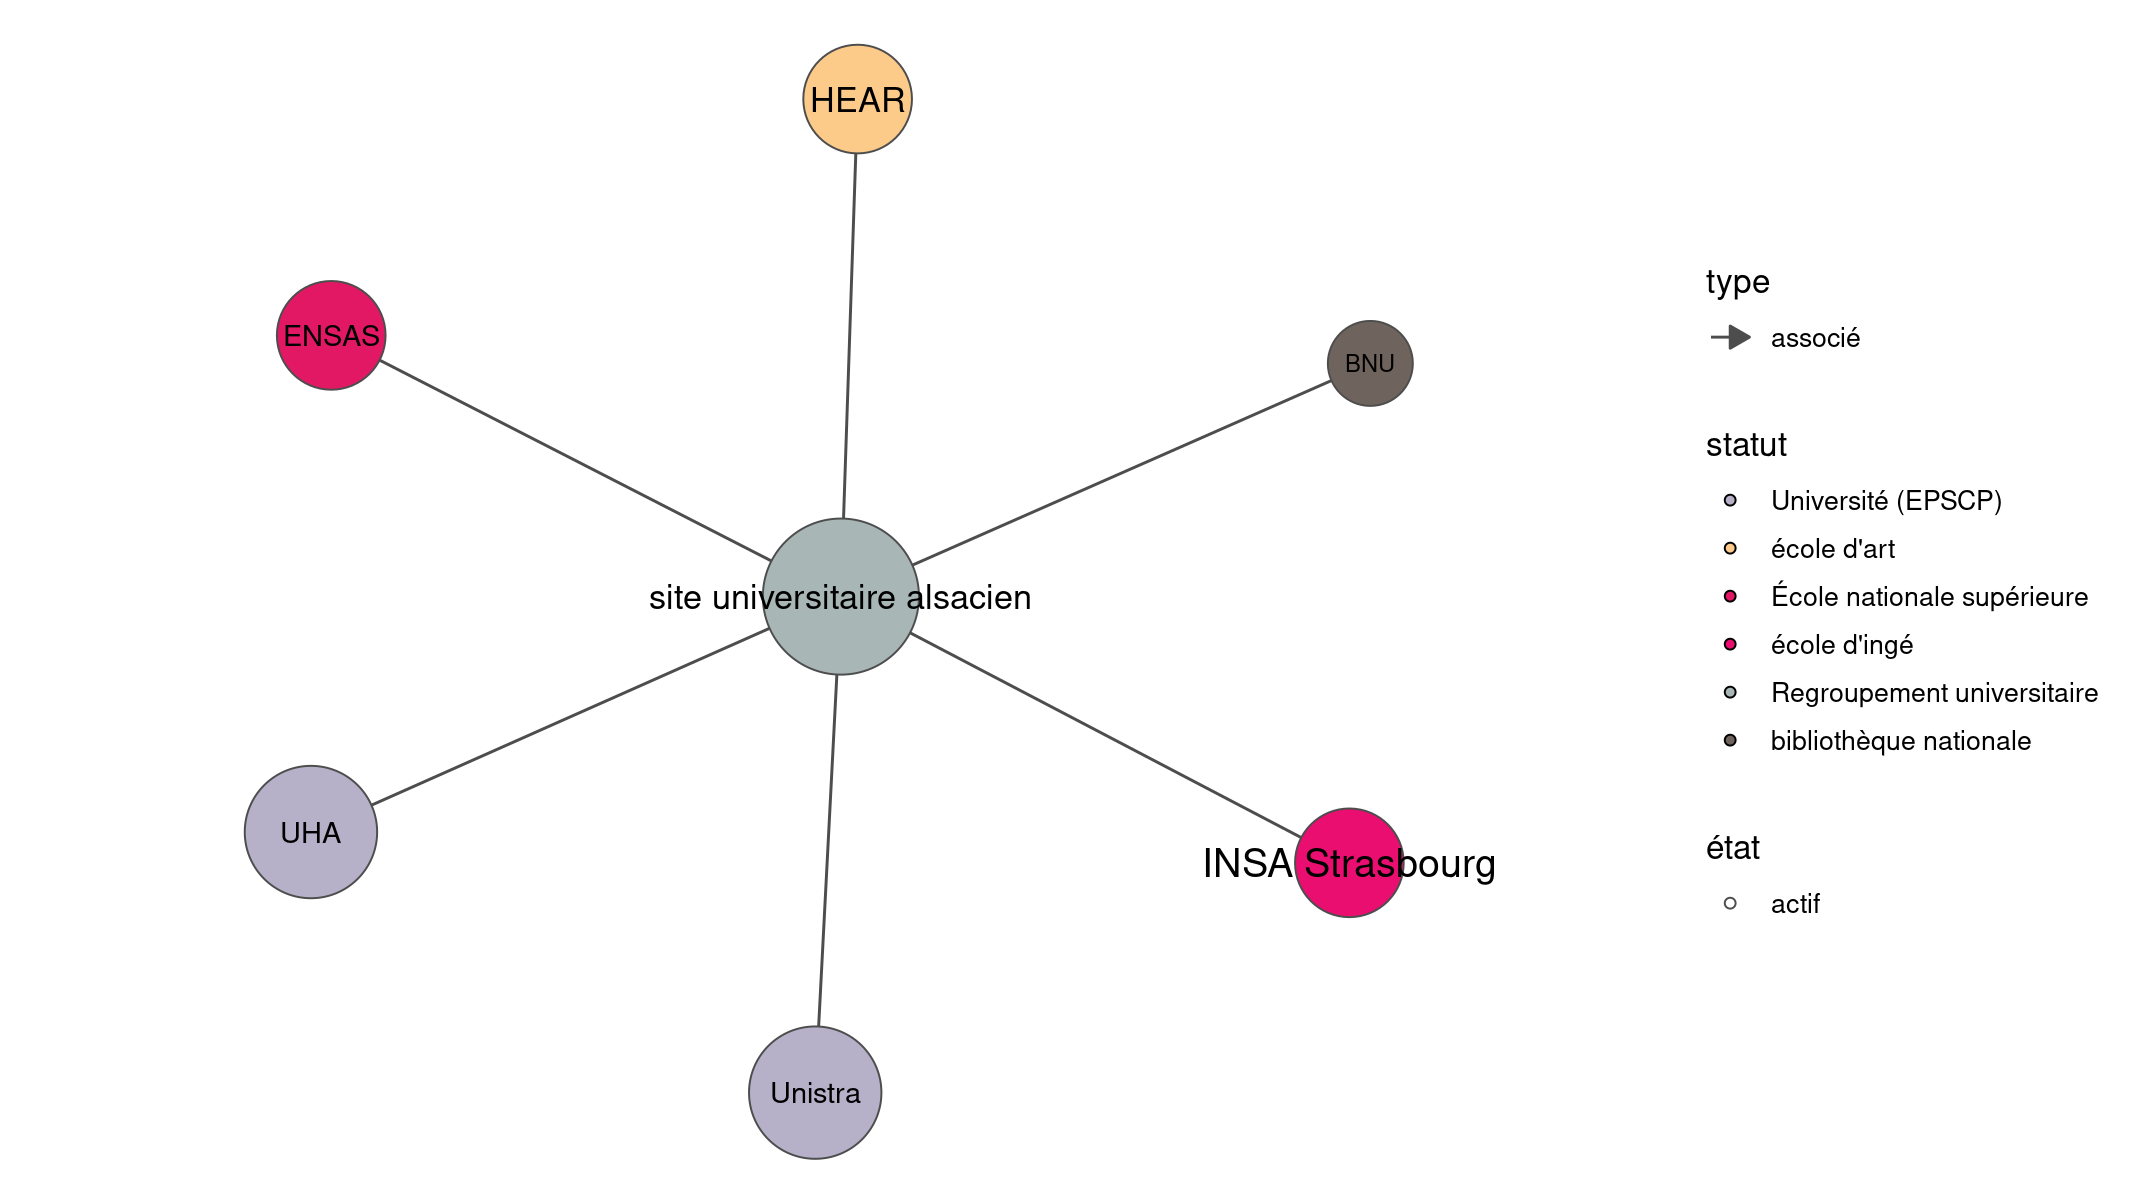 HEAR
ENSAS
BNU
site universitaire alsacien
UHA
INSA Strasbourg
Unistra
type
associé
statut
Université (EPSCP)
école d'art
École nationale supérieure
école d'ingé
Regroupement universitaire
bibliothèque nationale
état
actif